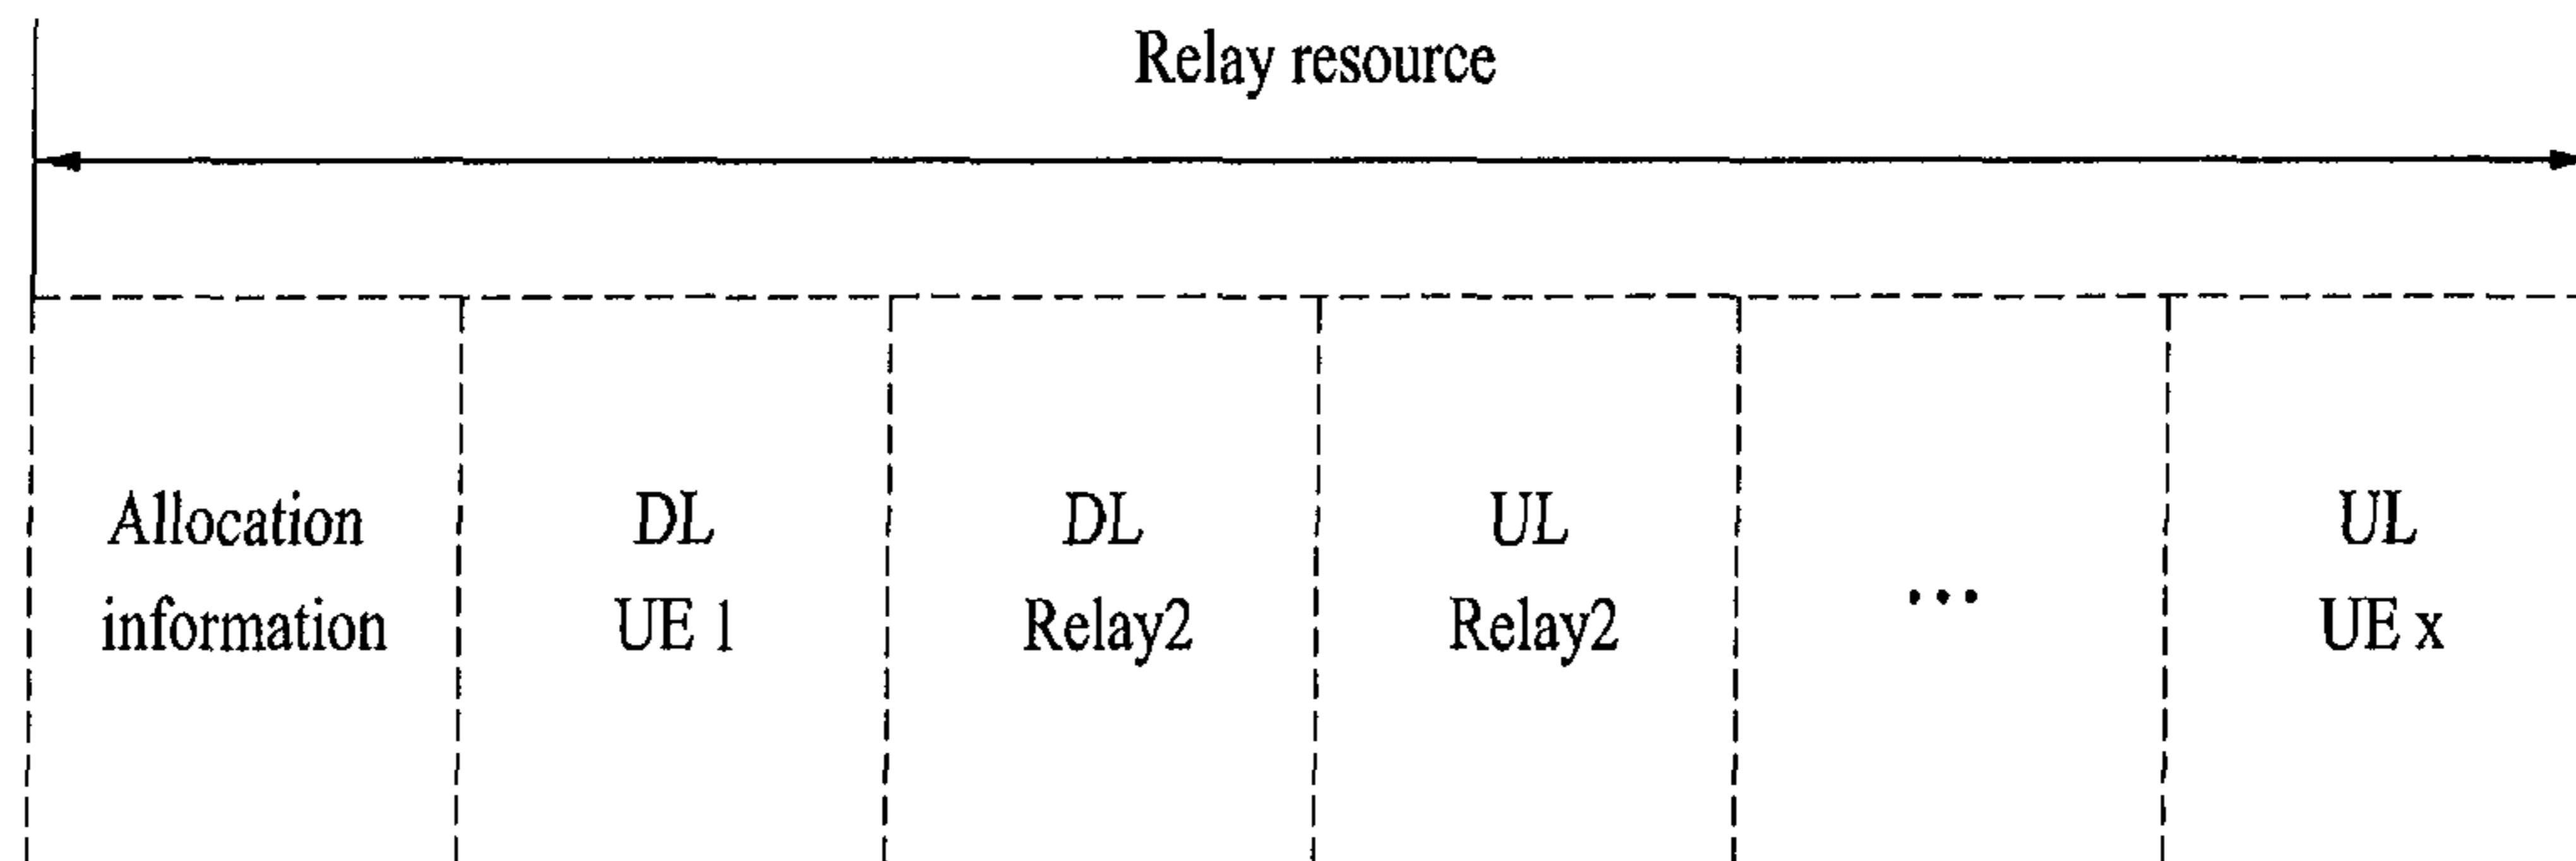 Relay resource
Allocation
information
DL
UE 1
DL
Relay2
UL
Relay2
...
UL
UE x